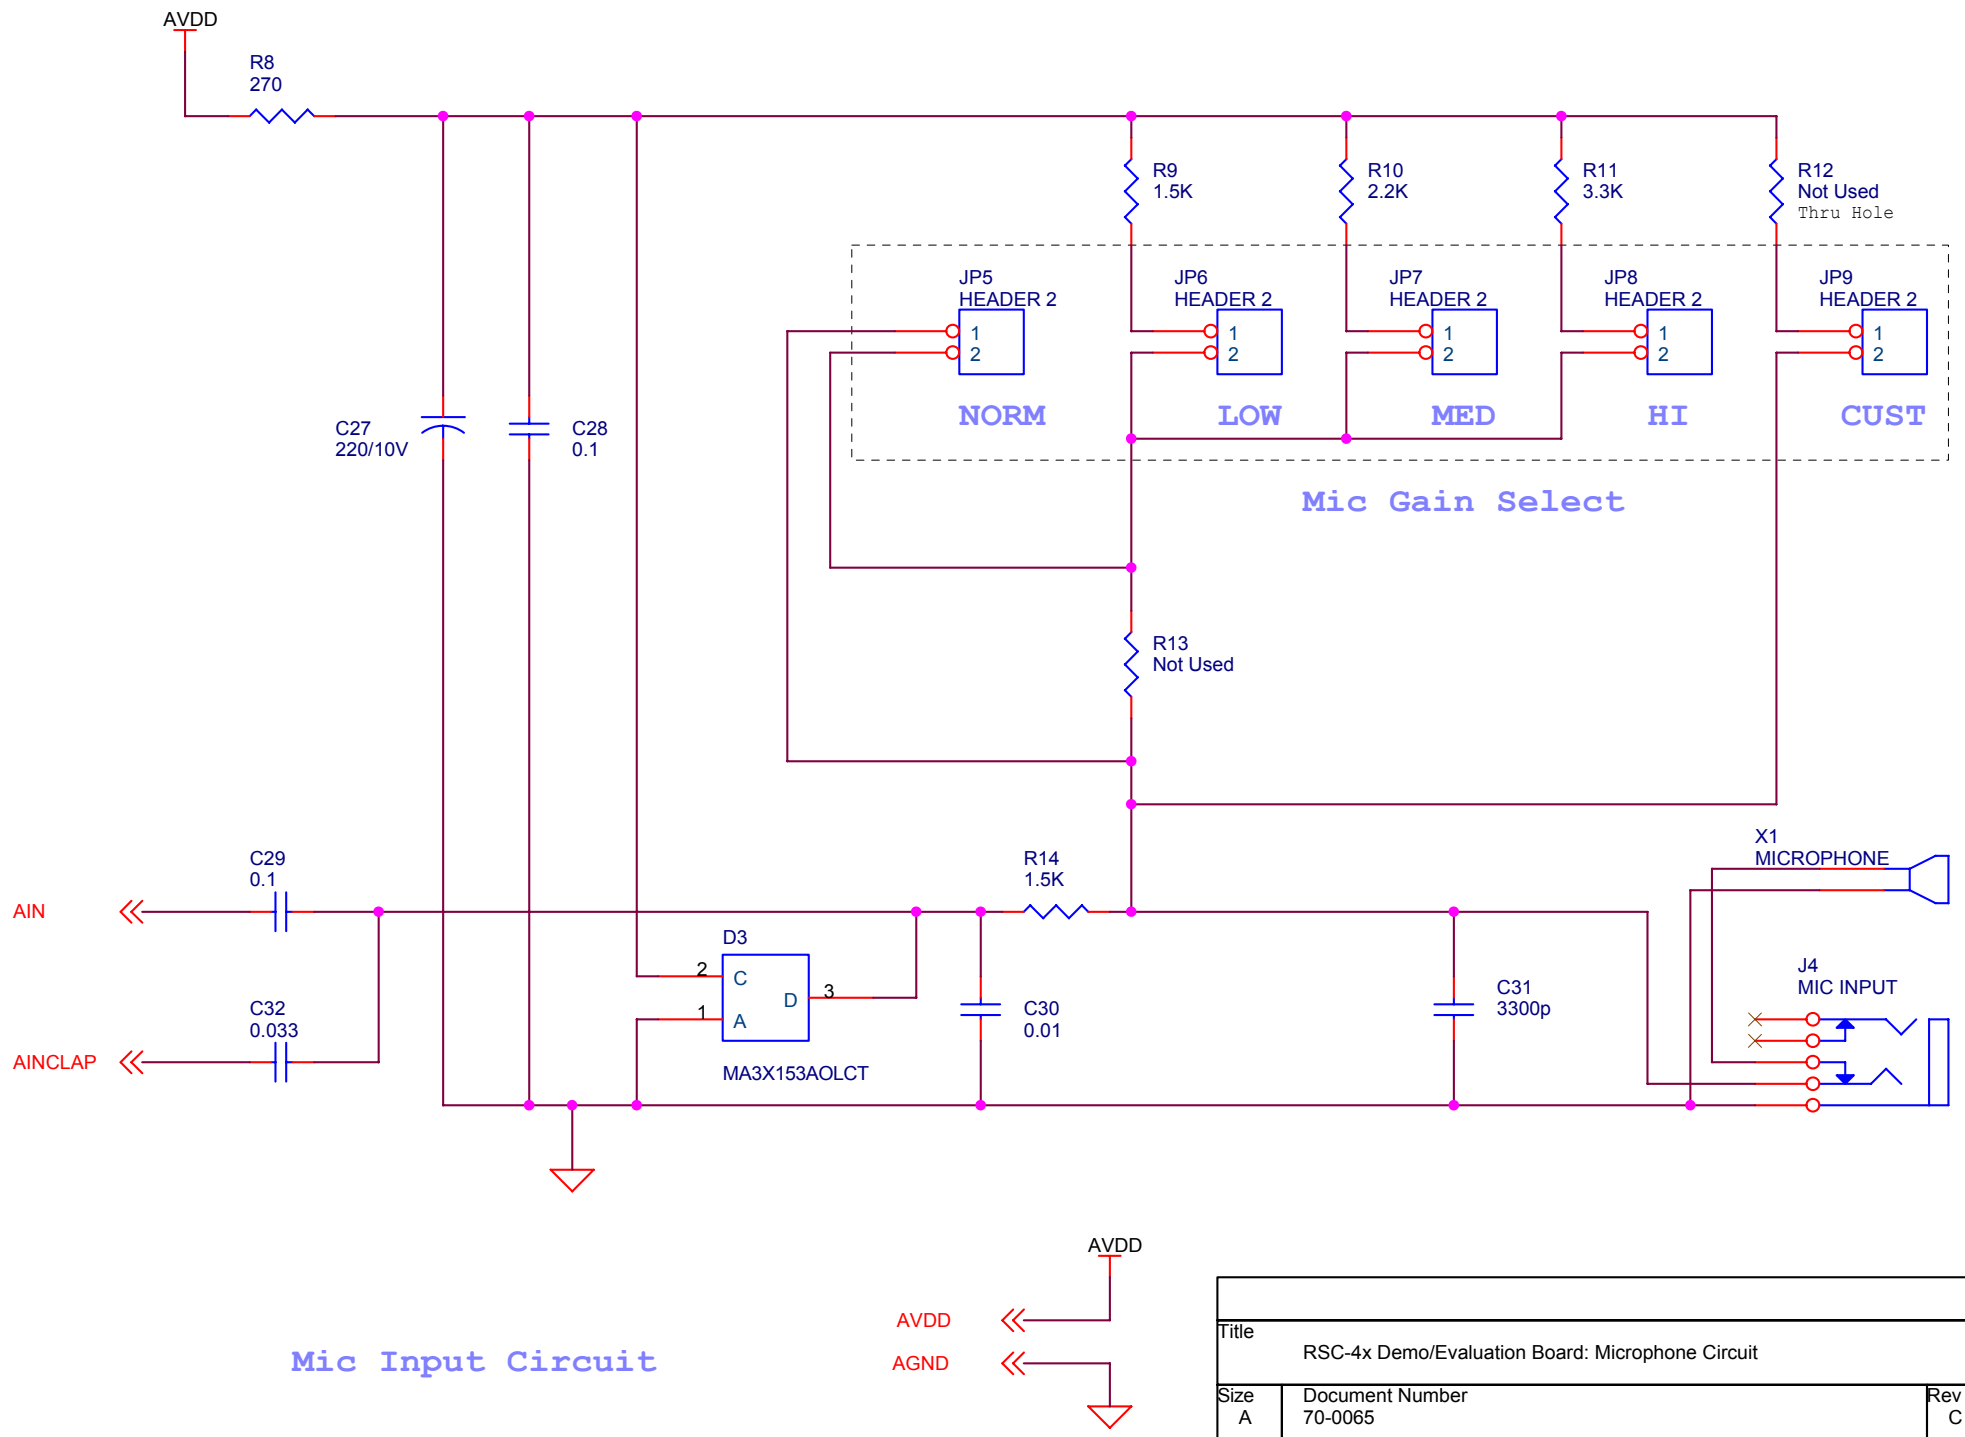 AVDD
R8
270
R9
1.5K
R10
2.2K
R11
3.3K
R12
Not Used
Thru Hole
JP5
HEADER 2
1
2
NORM
JP6
HEADER 2
1
2
LOW
JP7
HEADER 2
1
2
MED
JP8
HEADER 2
1
2
HI
JP9
HEADER 2
1
2
CUST
C27
220/10V
C28
0.1
Mic Gain Select
R13
Not Used
X1
MICROPHONE
C29
0.1
AIN
R14
1.5K
D3
2
C
1
A
D
3
MA3X153AOLCT
C30
0.01
C31
3300p
J4
MIC INPUT
C32
0.033
AINCLAP
AVDD
AVDD
AGND
Mic Input Circuit
Title
RSC-4x Demo/Evaluation Board: Microphone Circuit
Size
A
Document Number
70-0065
Rev
C